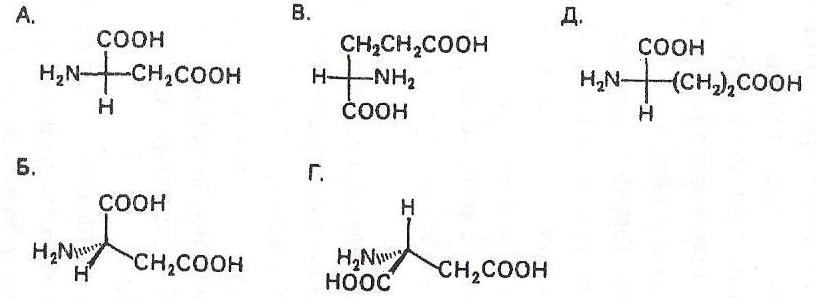 А.
COOH
H₂N CH₂COOH
H
В.
CH₂CH₂COOH
H NH₂
COOH
Д.
COOH
H₂N (CH₂)₂COOH
H
Б.
COOH
H₂N
H CH₂COOH
Г.
H
H₂N
HOOC CH₂COOH